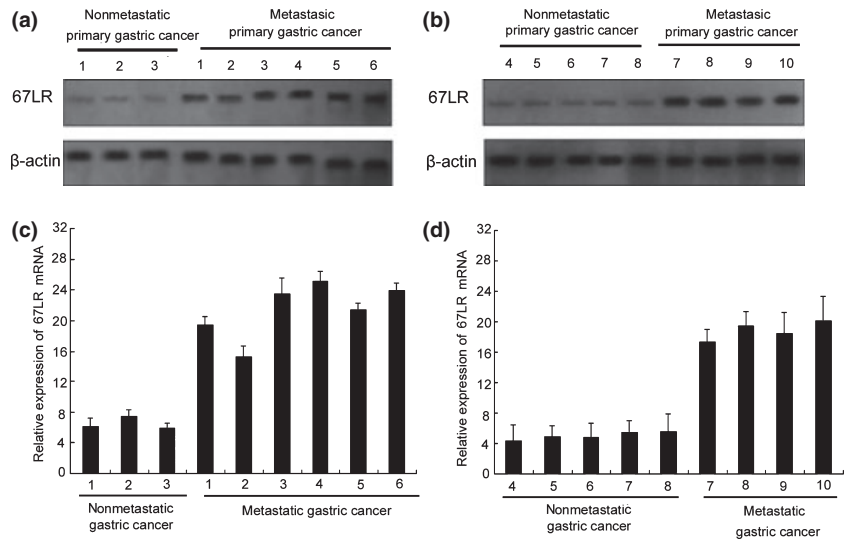 (a)
Nonmetastatic
primary gastric cancer
Metastasic
primary gastric cancer
1 2 3 1 2 3 4 5 6
67LR
β-actin
(b)
Nonmetastatic
primary gastric cancer
Metastasic
primary gastric cancer
4 5 6 7 8 7 8 9 10
67LR
β-actin
(c)
Relative expression of 67LR mRNA
32
28
24
20
16
12
8
4
0
1 2 3 1 2 3 4 5 6
Nonmetastatic
gastric cancer
Metastatic gastric cancer
(d)
Relative expression of 67LR mRNA
32
28
24
20
16
12
8
4
0
4 5 6 7 8 7 8 9 10
Nonmetastatic
gastric cancer
Metastatic
gastric cancer